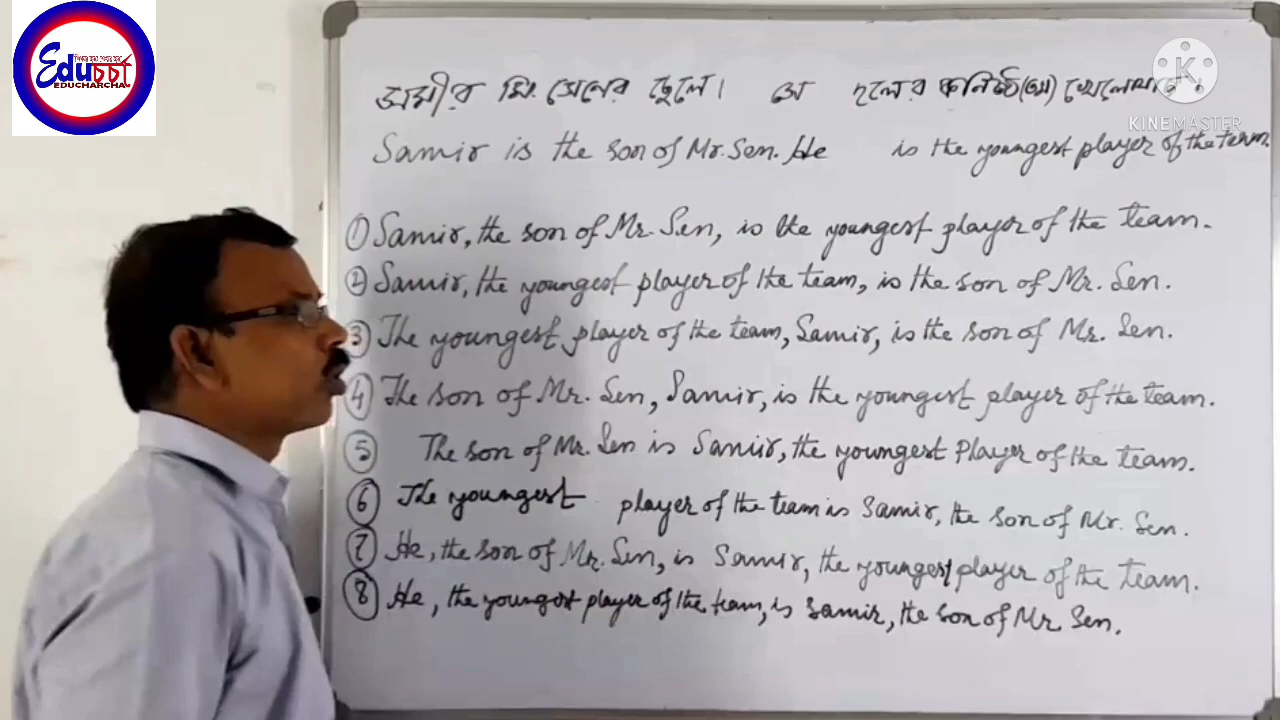 Eduচর্চা
EDUCHARCHA
KINEMASTER
সামীর মি. সেনের ছেলে। সে দলের কনিষ্ঠ(তম) খেলোয়াড়।
Samir is the son of Mr. Sen. He is the youngest player of the team.
① Samir, the son of Mr. Sen, is the youngest player of the team.
② Samir, the youngest player of the team, is the son of Mr. Sen.
③ The youngest player of the team, Samir, is the son of Mr. Sen.
④ The son of Mr. Sen, Samir, is the youngest player of the team.
⑤ The son of Mr. Sen is Samir, the youngest Player of the team.
⑥ The youngest player of the team is Samir, the son of Mr. Sen.
⑦ He, the son of Mr. Sen, is Samir, the youngest player of the team.
⑧ He, the youngest player of the team, is Samir, the son of Mr. Sen.